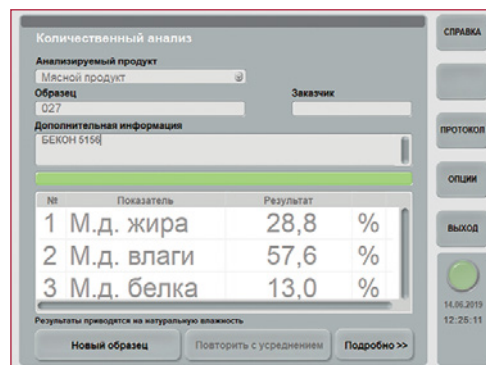 Количественный анализ
СПРАВКА
Анализируемый продукт
Мясной продукт
Образец
Заказчик
027
Дополнительная информация
БЕКОН 5156
ПРОТОКОЛ
ОПЦИИ
№ Показатель Результат
1 М.д. жира 28,8 %
ВЫХОД
2 М.д. влаги 57,6 %
3 М.д. белка 13,0 %
14.06.2019
12:25:11
Результаты приводятся на натуральную влажность
Новый образец
Повторить с усреднением
Подробно >>